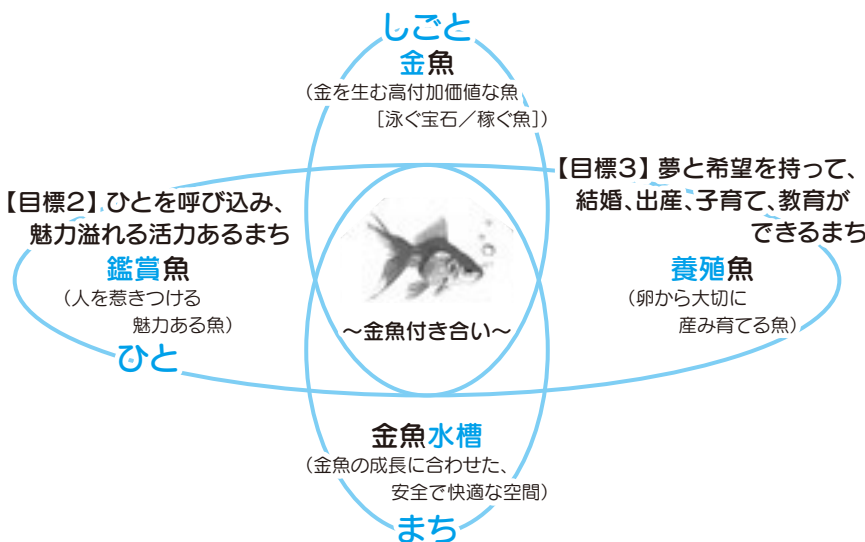 しごと
金魚
(金を生む高付加価値な魚
[泳ぐ宝石/稼ぐ魚])
【目標2】ひとを呼び込み、
魅力溢れる活力あるまち
鑑賞魚
(人を惹きつける
魅力ある魚)
ひと
【目標3】夢と希望を持って、
結婚、出産、子育て、教育が
できるまち
養殖魚
(卵から大切に
産み育てる魚)
～金魚付き合い～
金魚水槽
(金魚の成長に合わせた、
安全で快適な空間)
まち